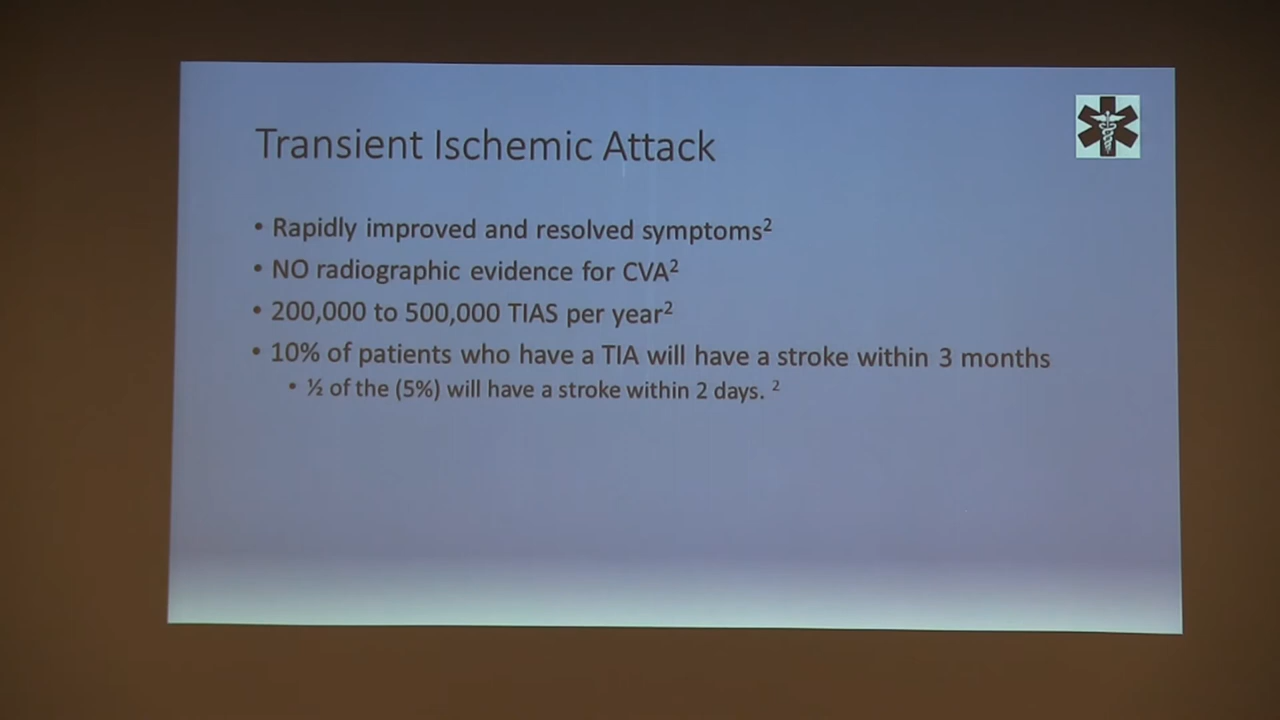 Transient Ischemic Attack
• Rapidly improved and resolved symptoms²
• NO radiographic evidence for CVA²
• 200,000 to 500,000 TIAS per year²
• 10% of patients who have a TIA will have a stroke within 3 months
• ½ of the (5%) will have a stroke within 2 days. ²